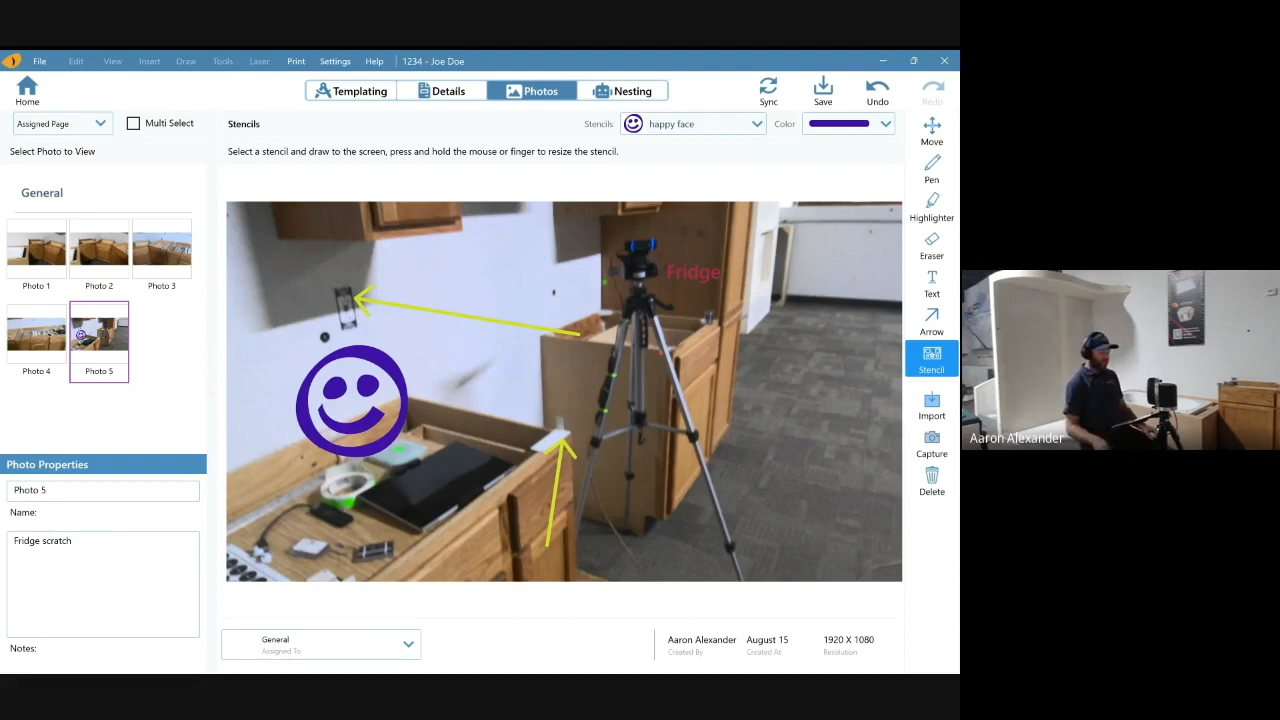 File Edit View Insert Draw Tools Laser Print Settings Help 1234 - Joe Doe
Home
Templating Details Photos Nesting
Sync Save Undo Redo
Assigned Page
Multi Select
Stencils
Stencils happy face Color
Move
Select Photo to View
Select a stencil and draw to the screen, press and hold the mouse or finger to resize the stencil.
Pen
General
Highlighter
Eraser
Fridge
Photo 1 Photo 2 Photo 3
Text
Arrow
Photo 4 Photo 5
Stencil
Import
Aaron Alexander
Capture
Photo Properties
Photo 5
Delete
Name:
Fridge scratch
General
Assigned To
Aaron Alexander August 15 1920 X 1080
Created By Created At Resolution
Notes: